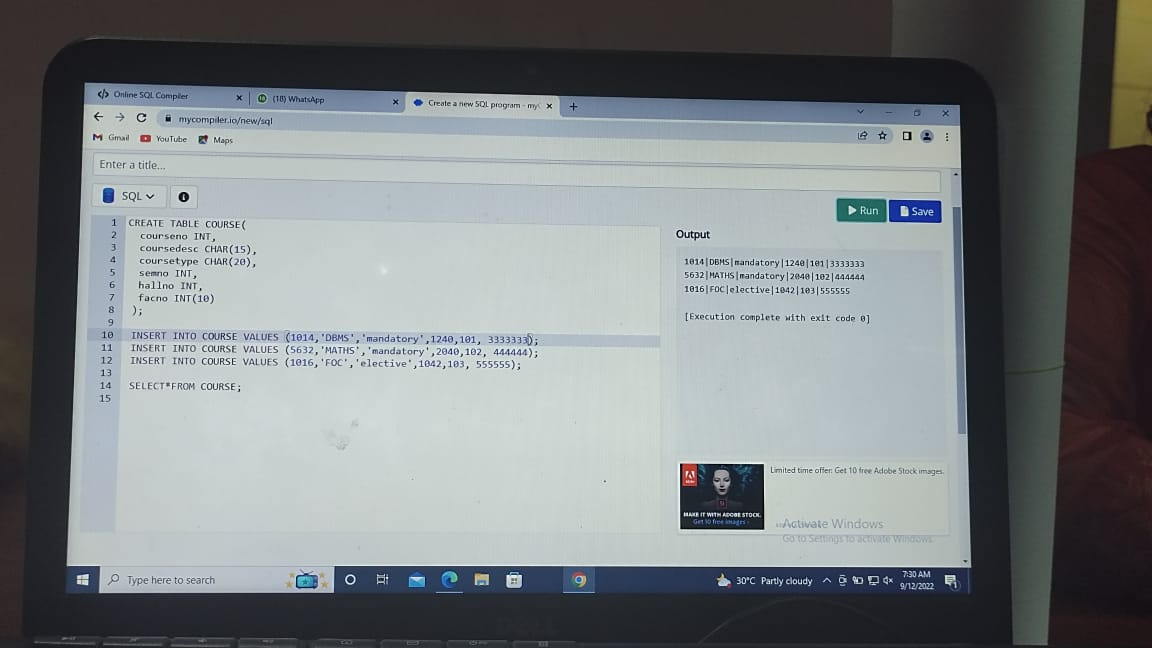 Online SQL Compiler
(18) WhatsApp
Create a new SQL program - my
mycompiler.io/new/sql
Gmail YouTube Maps
Enter a title...
SQL
Run Save
1 CREATE TABLE COURSE(
2 courseno INT,
3 coursedesc CHAR(15),
4 coursetype CHAR(20),
5 semno INT,
6 hallno INT,
7 facno INT(10)
8 );
9
10 INSERT INTO COURSE VALUES (1014,'DBMS','mandatory',1240,101, 3333333);
11 INSERT INTO COURSE VALUES (5632,'MATHS','mandatory',2040,102, 444444);
12 INSERT INTO COURSE VALUES (1016,'FOC','elective',1042,103, 555555);
13
14 SELECT*FROM COURSE;
15
Output
1014|DBMS|mandatory|1240|101|3333333
5632|MATHS|mandatory|2040|102|444444
1016|FOC|elective|1042|103|555555
[Execution complete with exit code 0]
MAKE IT WITH ADOBE STOCK.
Get 10 free images
Limited time offer: Get 10 free Adobe Stock images.
Activate Windows
Go to Settings to activate Windows.
Type here to search
30°C Partly cloudy
7:30 AM
9/12/2022